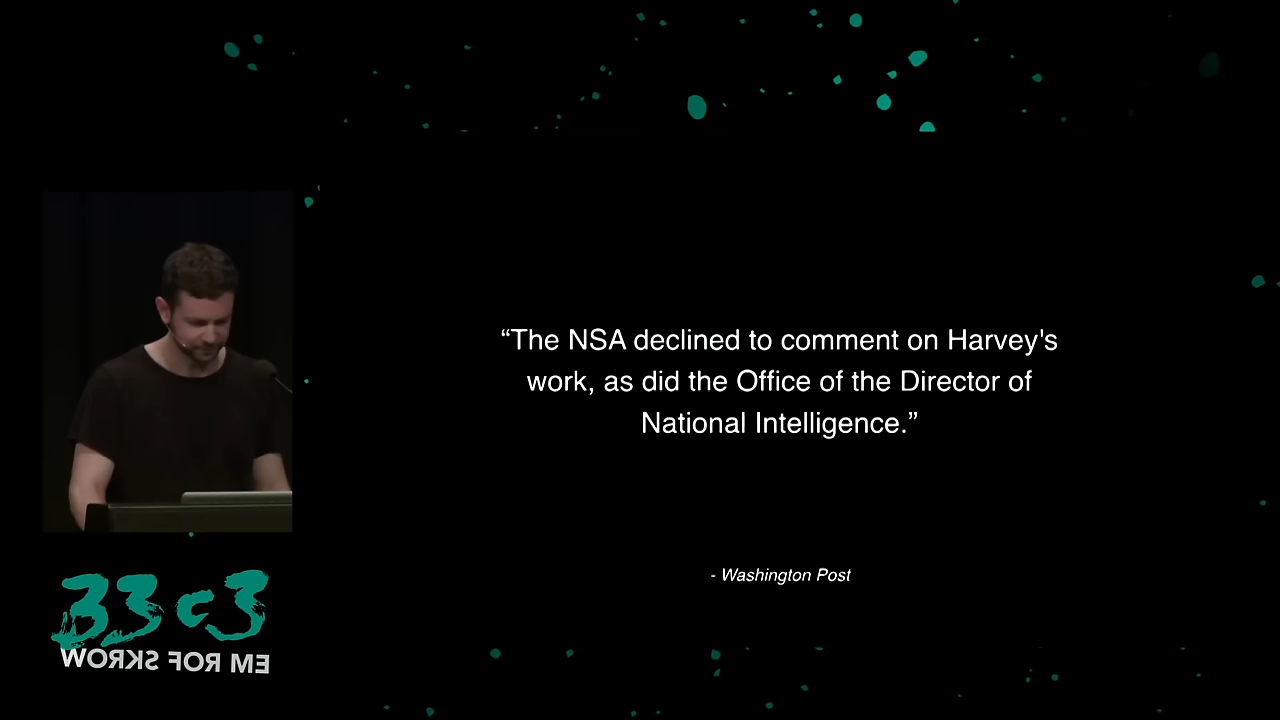 “The NSA declined to comment on Harvey's
work, as did the Office of the Director of
National Intelligence.”
- Washington Post
33c3
WORKS FOR ME